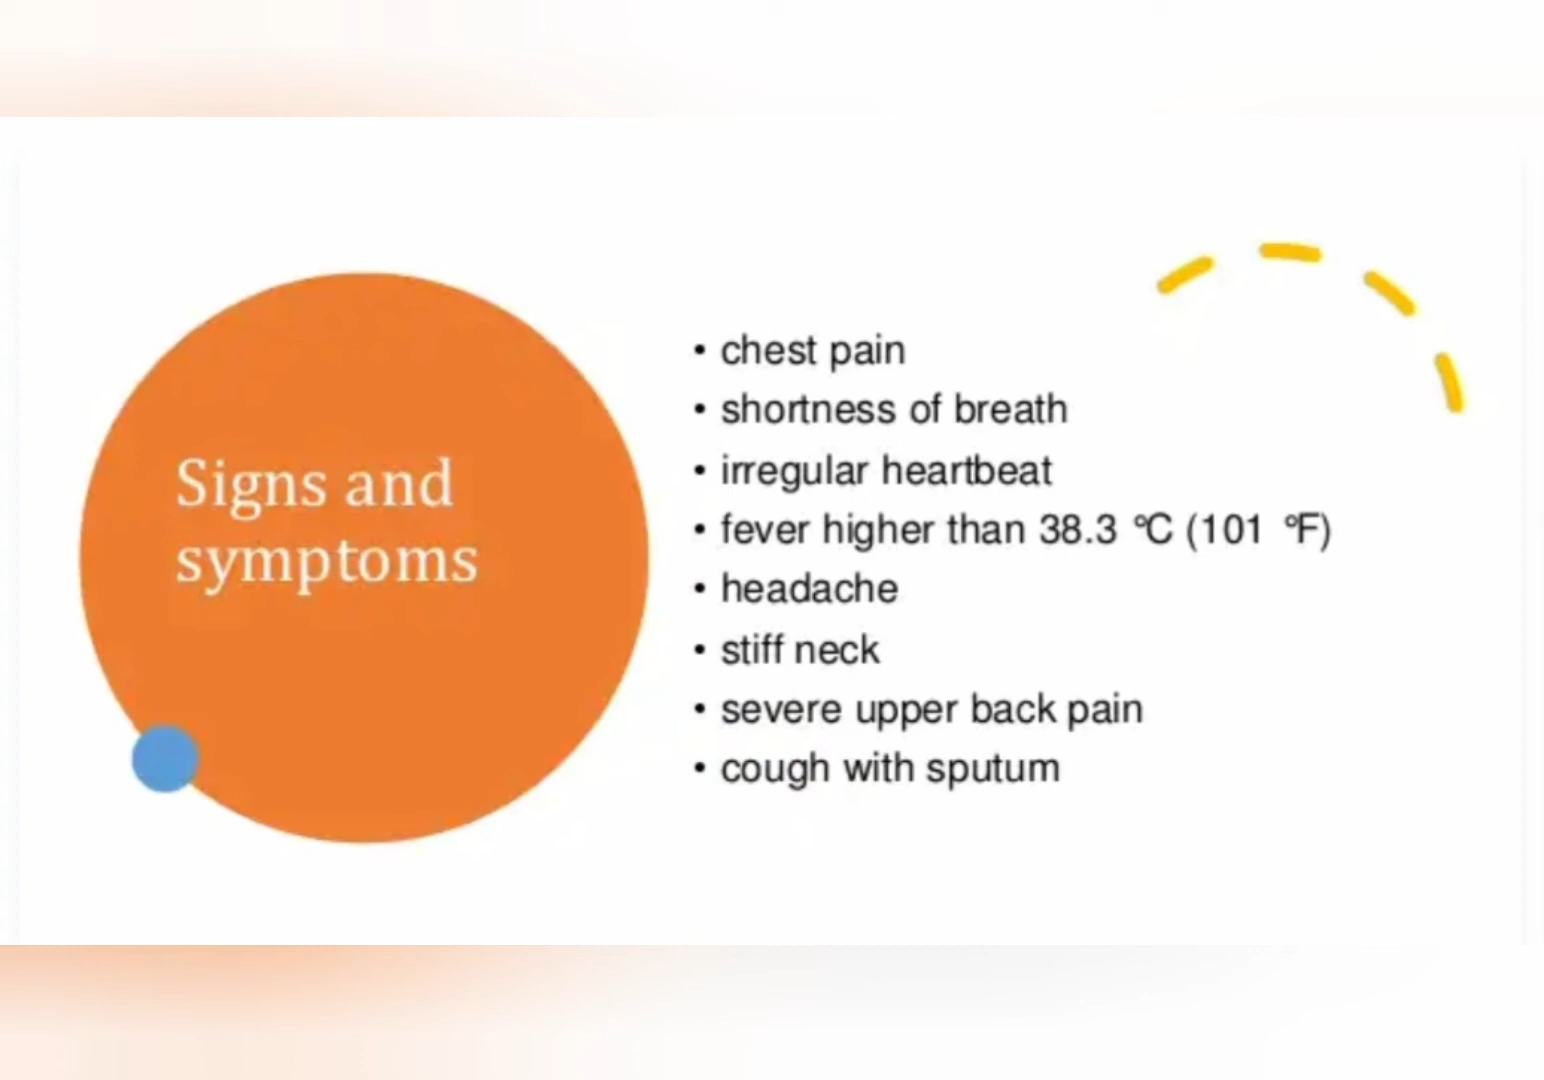 Signs and
symptoms
• chest pain
• shortness of breath
• irregular heartbeat
• fever higher than 38.3 ℃ (101 ℉)
• headache
• stiff neck
• severe upper back pain
• cough with sputum